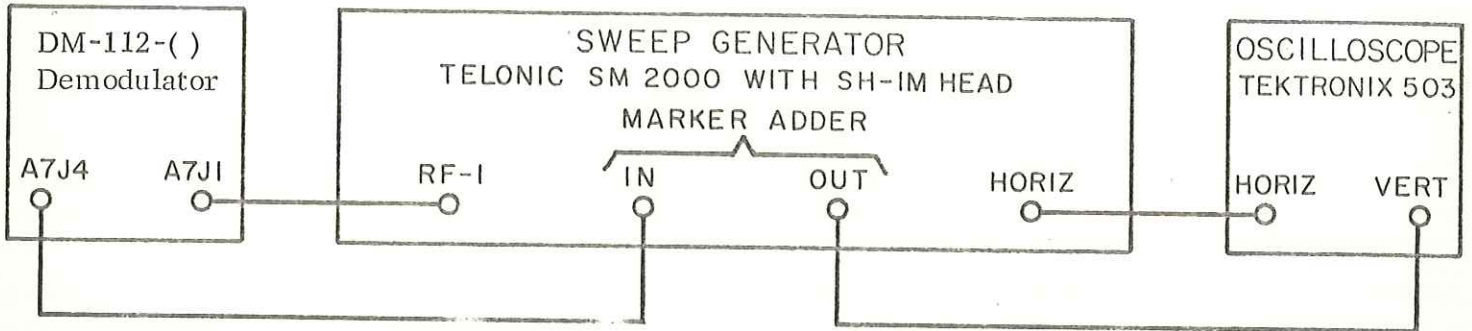 DM-112-( )
Demodulator
A7J4
A7J1
SWEEP GENERATOR
TELONIC SM 2000 WITH SH-1M HEAD
MARKER ADDER
RF-1
IN
OUT
HORIZ
OSCILLOSCOPE
TEKTRONIX 503
HORIZ
VERT